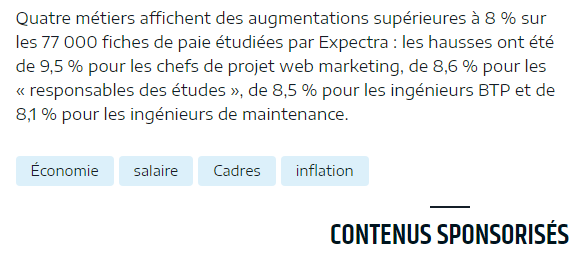 Quatre métiers affichent des augmentations supérieures à 8 % sur
les 77 000 fiches de paie étudiées par Expectra : les hausses ont été
de 9,5 % pour les chefs de projet web marketing, de 8,6 % pour les
« responsables des études », de 8,5 % pour les ingénieurs BTP et de
8,1 % pour les ingénieurs de maintenance.
Économie salaire Cadres inflation
CONTENUS SPONSORISÉS